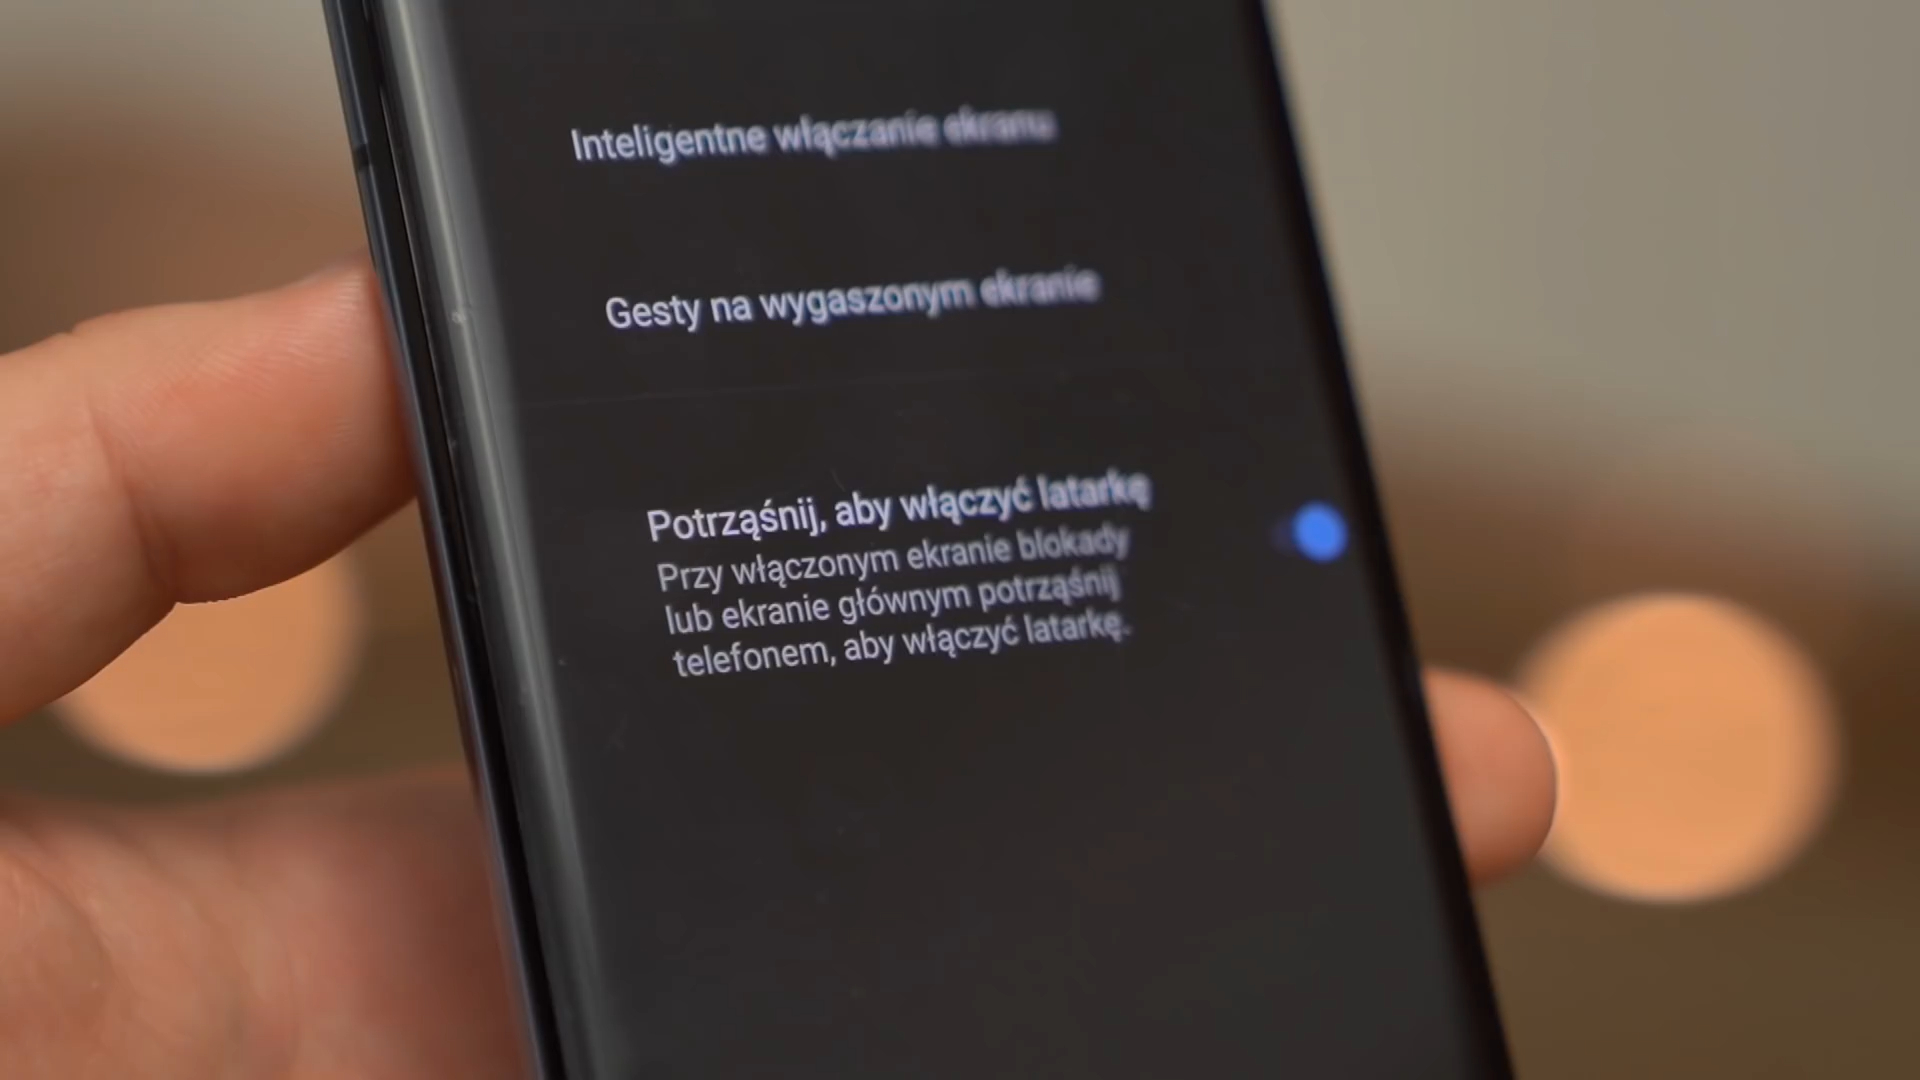 Inteligentne włączanie ekranu
Gesty na wygaszonym ekranie
Potrząśnij, aby włączyć latarkę
Przy włączonym ekranie blokady
lub ekranie głównym potrząśnij
telefonem, aby włączyć latarkę.